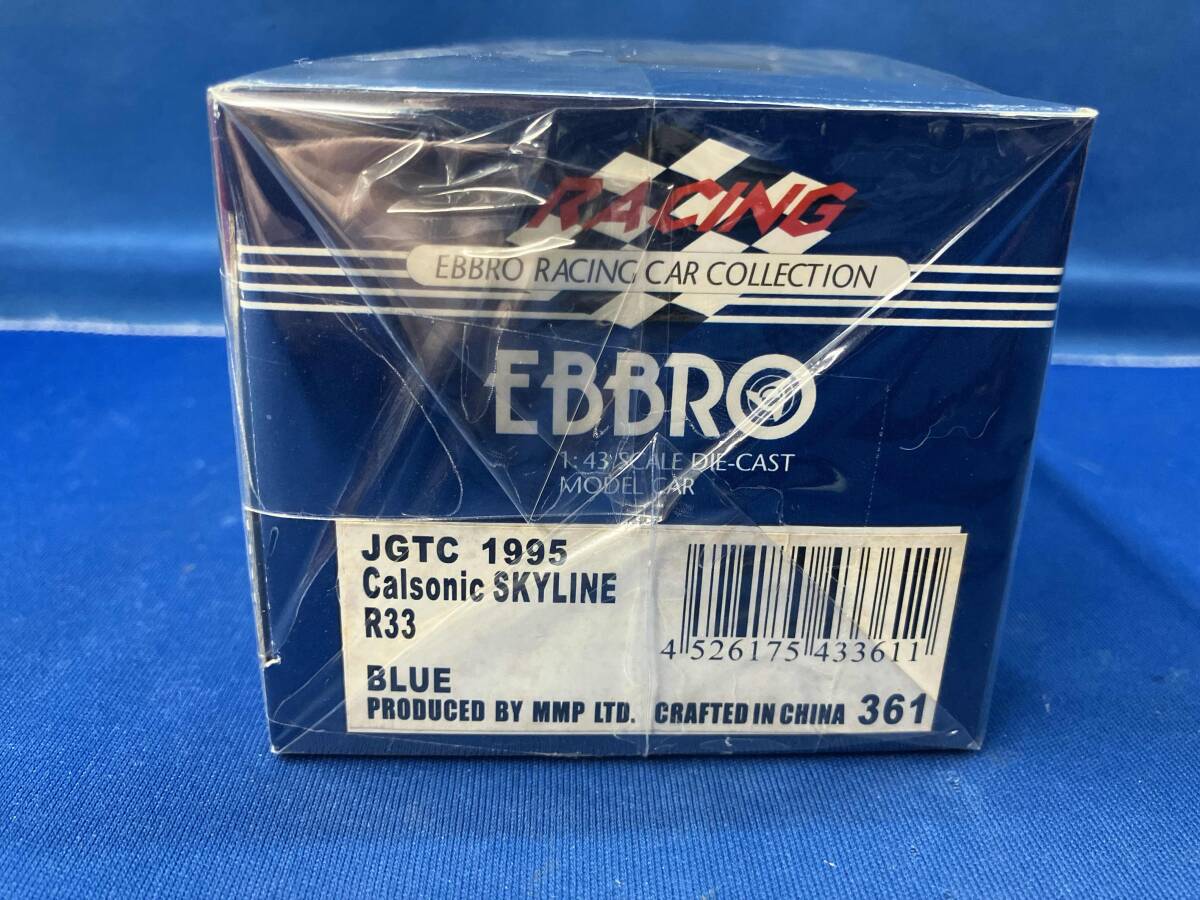 RACING
EBBRO RACING CAR COLLECTION
EBBRO
1:43 SCALE DIE-CAST
MODEL CAR
JGTC 1995
Calsonic SKYLINE
R33
4 526175 433611
BLUE
PRODUCED BY MMP LTD. CRAFTED IN CHINA 361